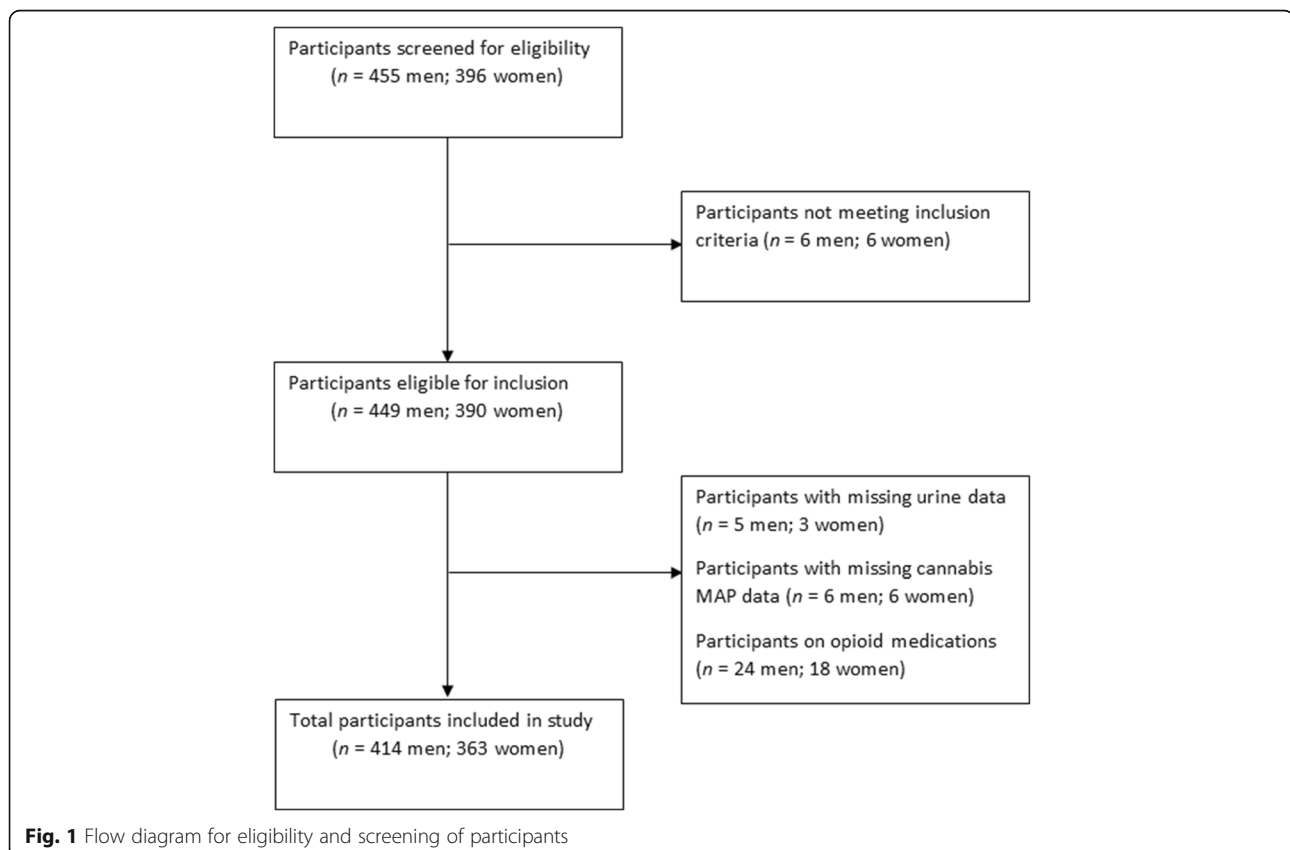 Participants screened for eligibility
(n = 455 men; 396 women)
Participants not meeting inclusion
criteria (n = 6 men; 6 women)
Participants eligible for inclusion
(n = 449 men; 390 women)
Participants with missing urine data
(n = 5 men; 3 women)
Participants with missing cannabis
MAP data (n = 6 men; 6 women)
Participants on opioid medications
(n = 24 men; 18 women)
Total participants included in study
(n = 414 men; 363 women)
Fig. 1 Flow diagram for eligibility and screening of participants